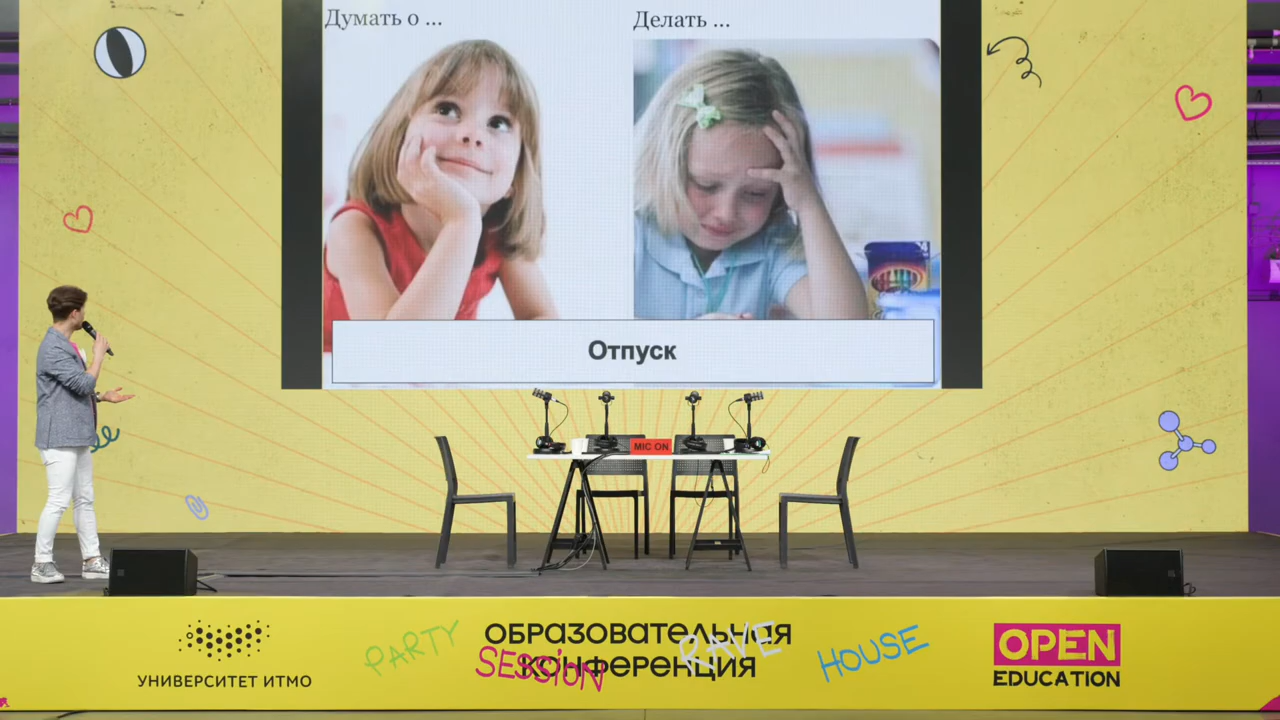 Думать о ...
Делать ...
Отпуск
MIC ON
УНИВЕРСИТЕТ ИТМО
PARTY
ОБРАЗОВАТЕЛЬНАЯ
КОНФЕРЕНЦИЯ
SESSION
RAVE
HOUSE
OPEN
EDUCATION